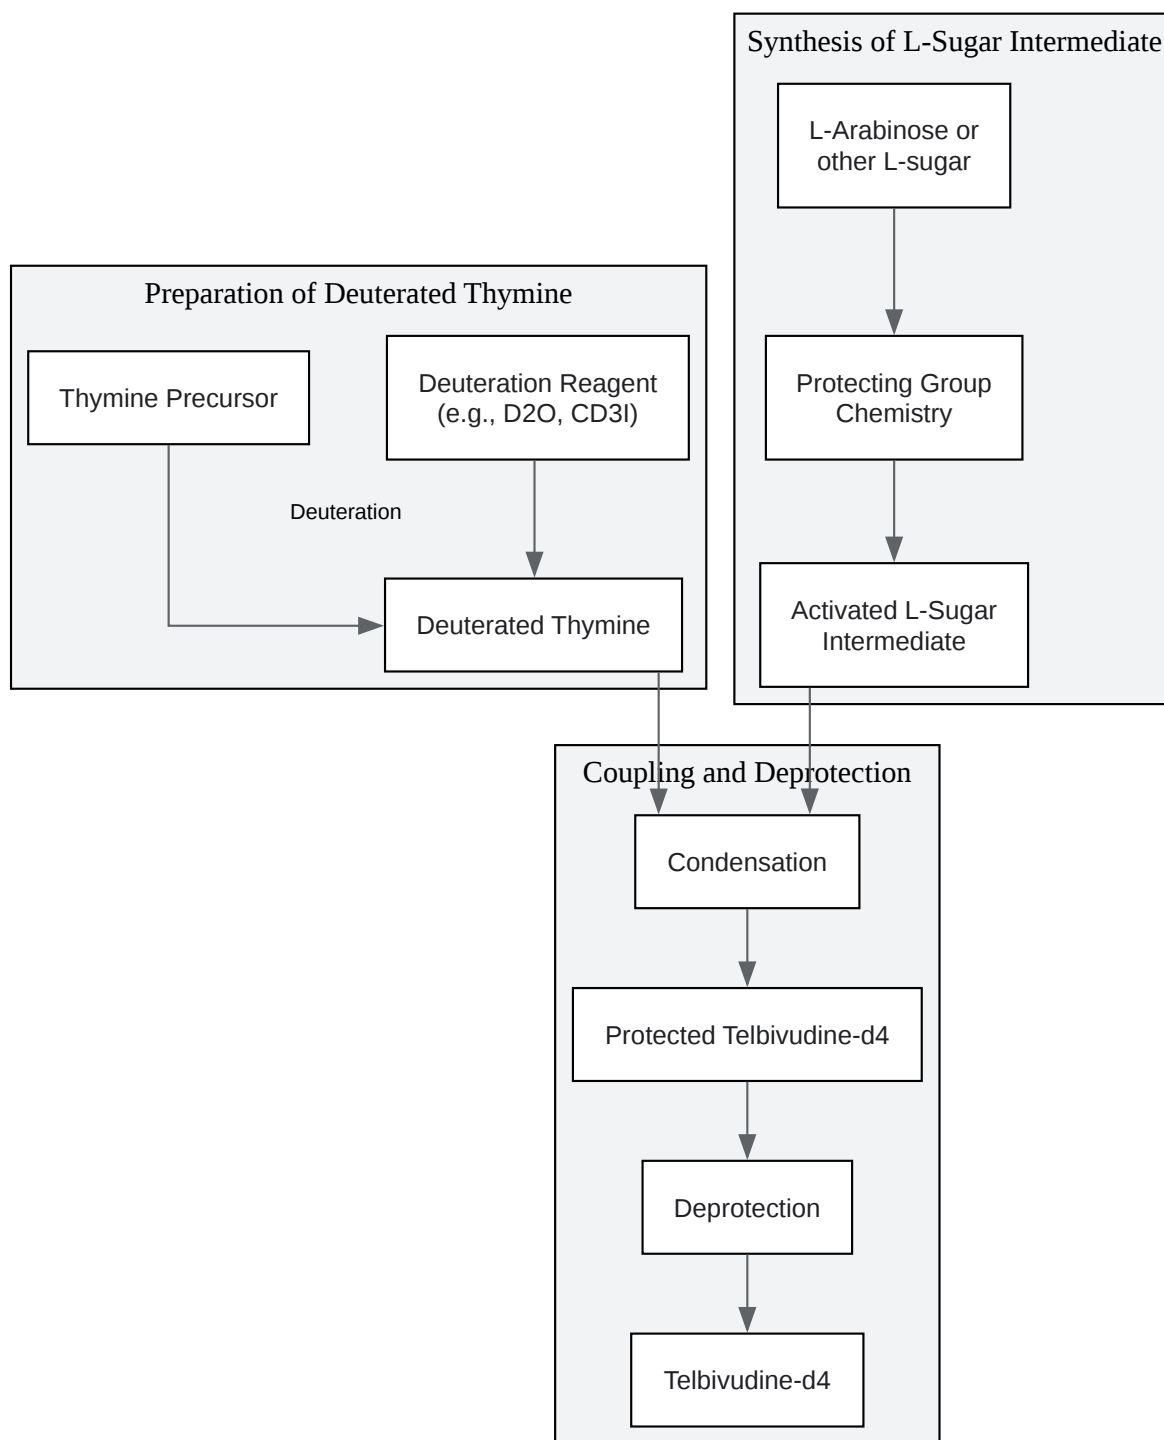 Synthesis of L-Sugar Intermediate
L-Arabinose or
other L-sugar
Protecting Group
Chemistry
Activated L-Sugar
Intermediate
Preparation of Deuterated Thymine
Thymine Precursor
Deuteration Reagent
(e.g., D2O, CD3I)
Deuteration
Deuterated Thymine
Coupling and Deprotection
Condensation
Protected Telbivudine-d4
Deprotection
Telbivudine-d4